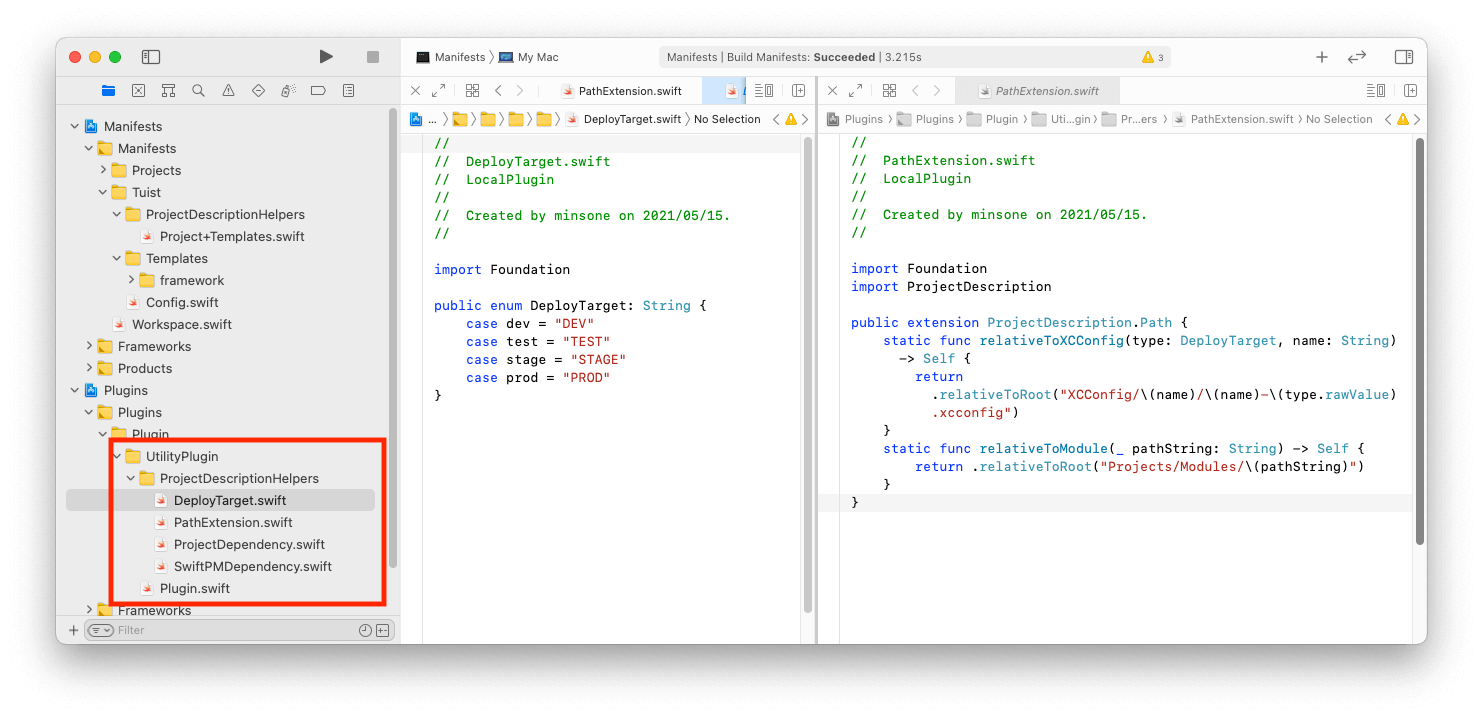 Manifests 〉 My Mac
Manifests | Build Manifests: Succeeded | 3.215s
3
Manifests
Manifests
Projects
Tuist
ProjectDescriptionHelpers
Project+Templates.swift
Templates
framework
Config.swift
Workspace.swift
Frameworks
Products
Plugins
Plugins
Plugin
UtilityPlugin
ProjectDescriptionHelpers
DeployTarget.swift
PathExtension.swift
ProjectDependency.swift
SwiftPMDependency.swift
Plugin.swift
Frameworks
Filter
PathExtension.swift
... 〉 〉 〉 〉 〉 DeployTarget.swift 〉 No Selection
//
//  DeployTarget.swift
//  LocalPlugin
//
//  Created by minsone on 2021/05/15.
//
import Foundation
public enum DeployTarget: String {
    case dev = "DEV"
    case test = "TEST"
    case stage = "STAGE"
    case prod = "PROD"
}
PathExtension.swift
Plugins 〉 Plugins 〉 Plugin 〉 Uti...gin 〉 Pr...ers 〉 PathExtension.swift 〉 No Selection
//
//  PathExtension.swift
//  LocalPlugin
//
//  Created by minsone on 2021/05/15.
//
import Foundation
import ProjectDescription
public extension ProjectDescription.Path {
    static func relativeToXCConfig(type: DeployTarget, name: String)
      -> Self {
        return
          .relativeToRoot("XCConfig/\(name)/\(name)-\(type.rawValue)
          .xcconfig")
    }
    static func relativeToModule(_ pathString: String) -> Self {
        return .relativeToRoot("Projects/Modules/\(pathString)")
    }
}